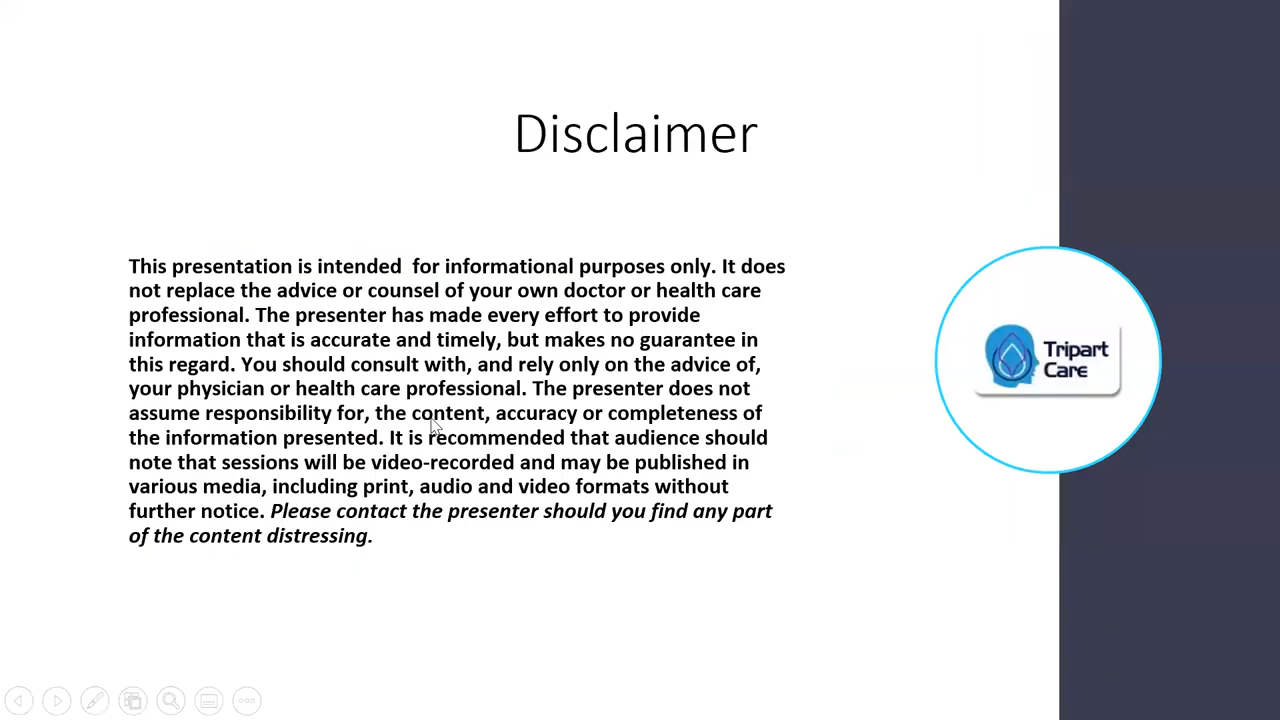 Disclaimer
This presentation is intended  for informational purposes only. It does
not replace the advice or counsel of your own doctor or health care
professional. The presenter has made every effort to provide
information that is accurate and timely, but makes no guarantee in
this regard. You should consult with, and rely only on the advice of,
your physician or health care professional. The presenter does not
assume responsibility for, the content, accuracy or completeness of
the information presented. It is recommended that audience should
note that sessions will be video-recorded and may be published in
various media, including print, audio and video formats without
further notice. Please contact the presenter should you find any part
of the content distressing.
Tripart
Care